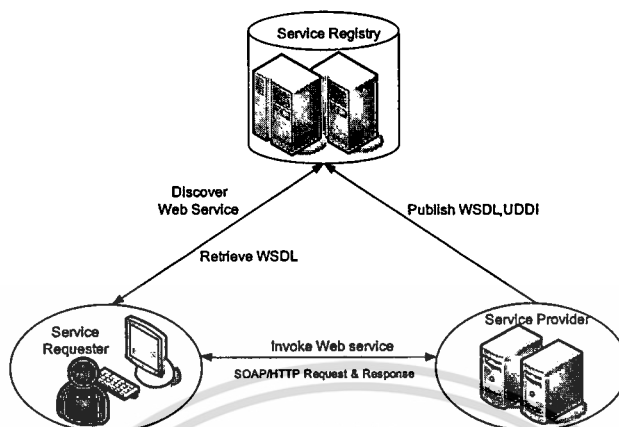 Service Registry
Discover
Web Service
Publish WSDL,UDDI
Retrieve WSDL
Service
Requester
Invoke Web service
SOAP/HTTP Request & Response
Service Provider